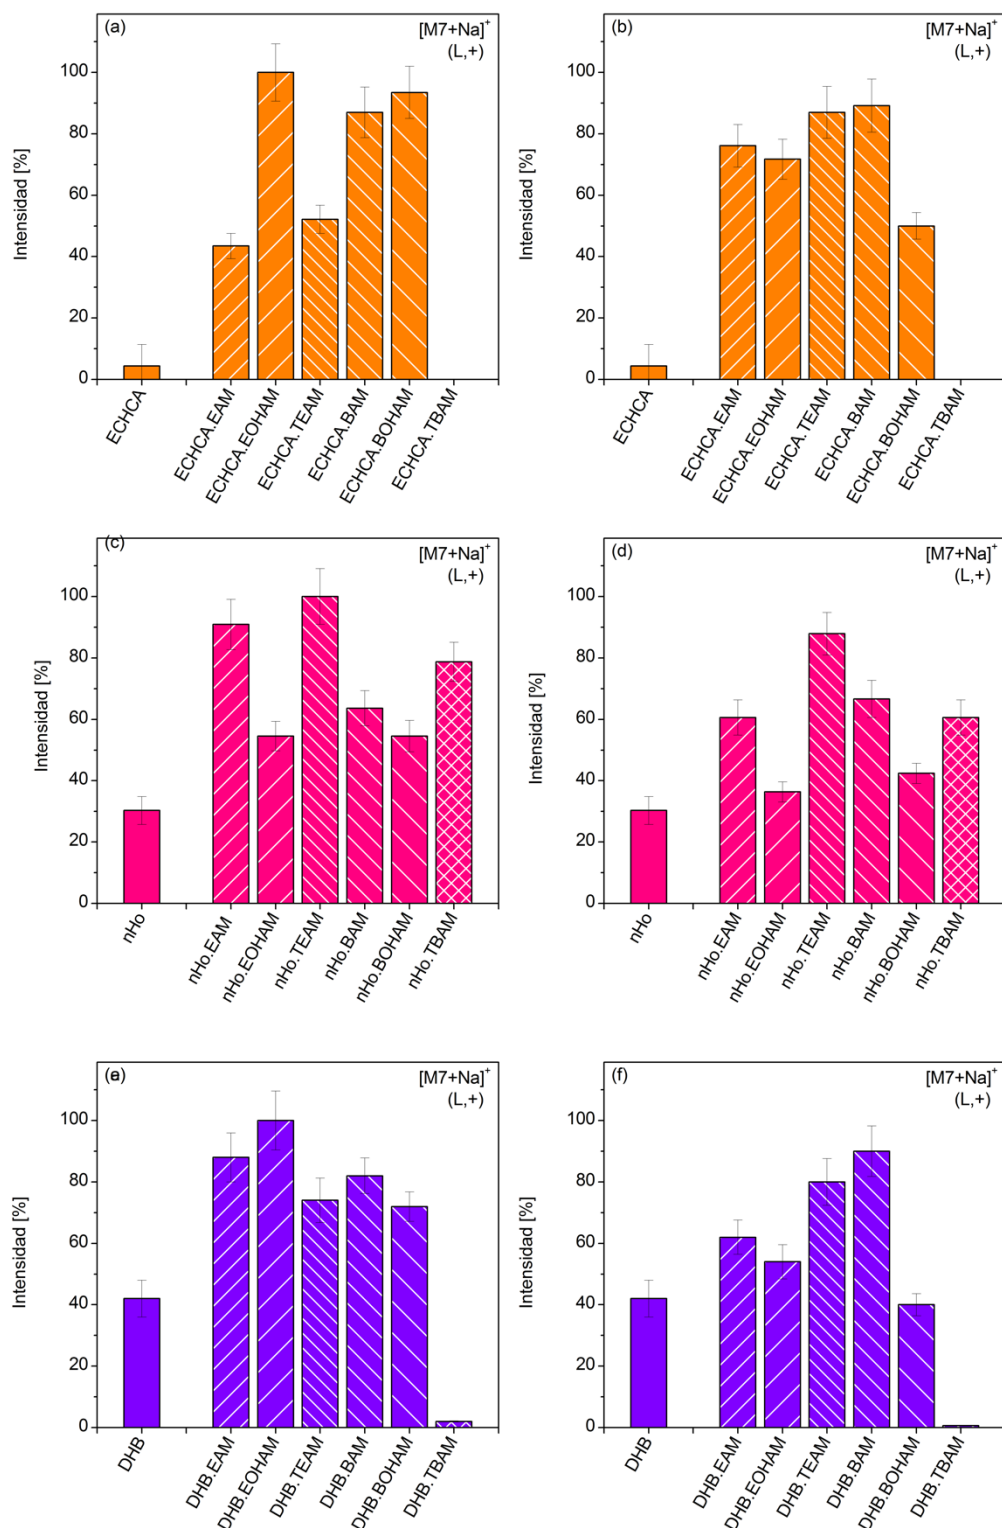 (a)
[M7+Na]+
(L,+)
Intensidad [%]
100
80
60
40
20
0
ECHCA
ECHCA.EAM
ECHCA.EOHAM
ECHCA.TEAM
ECHCA.BAM
ECHCA.BOHAM
ECHCA.TBAM
(b)
[M7+Na]+
(L,+)
Intensidad [%]
100
80
60
40
20
0
ECHCA
ECHCA.EAM
ECHCA.EOHAM
ECHCA.TEAM
ECHCA.BAM
ECHCA.BOHAM
ECHCA.TBAM
(c)
[M7+Na]+
(L,+)
Intensidad [%]
100
80
60
40
20
0
nHo
nHo.EAM
nHo.EOHAM
nHo.TEAM
nHo.BAM
nHo.BOHAM
nHo.TBAM
(d)
[M7+Na]+
(L,+)
Intensidad [%]
100
80
60
40
20
0
nHo
nHo.EAM
nHo.EOHAM
nHo.TEAM
nHo.BAM
nHo.BOHAM
nHo.TBAM
(e)
[M7+Na]+
(L,+)
Intensidad [%]
100
80
60
40
20
0
DHB
DHB.EAM
DHB.EOHAM
DHB.TEAM
DHB.BAM
DHB.BOHAM
DHB.TBAM
(f)
[M7+Na]+
(L,+)
Intensidad [%]
100
80
60
40
20
0
DHB
DHB.EAM
DHB.EOHAM
DHB.TEAM
DHB.BAM
DHB.BOHAM
DHB.TBAM